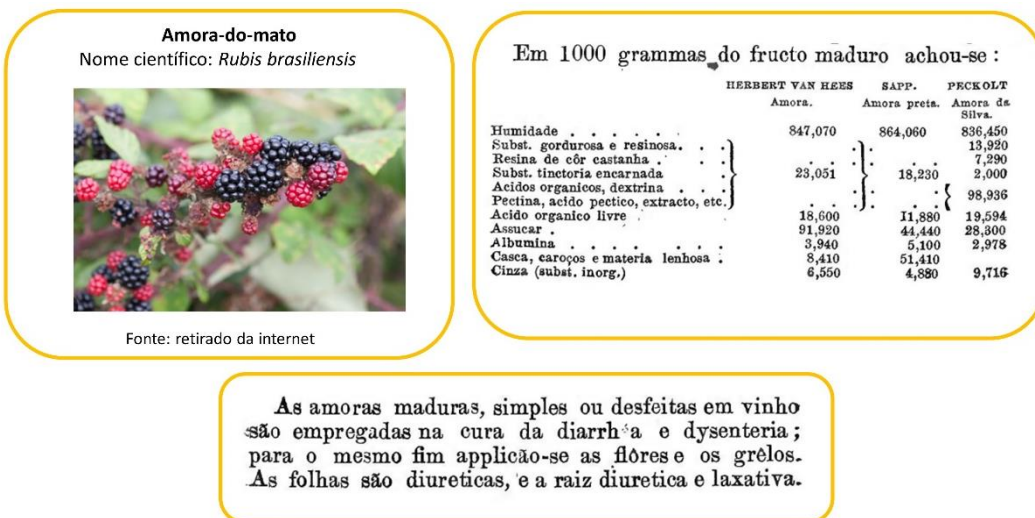 Amora-do-mato
Nome científico: Rubis brasiliensis
Fonte: retirado da internet
Em 1000 grammas do fructo maduro achou-se :
HERBERT VAN HEES SAPP. PECKOLT
Amora. Amora preta. Amora da
Silva.
Humidade . . . . . . 847,070 864,060 836,450
Subst. gordurosa e resinosa. . . 13,920
Resina de côr castanha . . . 7,290
Subst. tinctoria encarnada . 23,051 18,230 2,000
Acidos organicos, dextrina . . . 98,936
Pectina, acido pectico, extracto, etc.
Acido organico livre . . . 18,600 11,880 19,594
Assucar . . . . . . 91,920 44,440 28,300
Albumina . . . . . . . 3,940 5,100 2,978
Casca, caroços e materia lenhosa . 8,410 51,410
Cinza (subst. inorg.) 6,550 4,880 9,716
As amoras maduras, simples ou desfeitas em vinho
são empregadas na cura da e dysenteria ;
para o mesmo fim applicão-se as flôres e os grêlos.
As folhas são diureticas, e a raiz diuretica e laxativa.